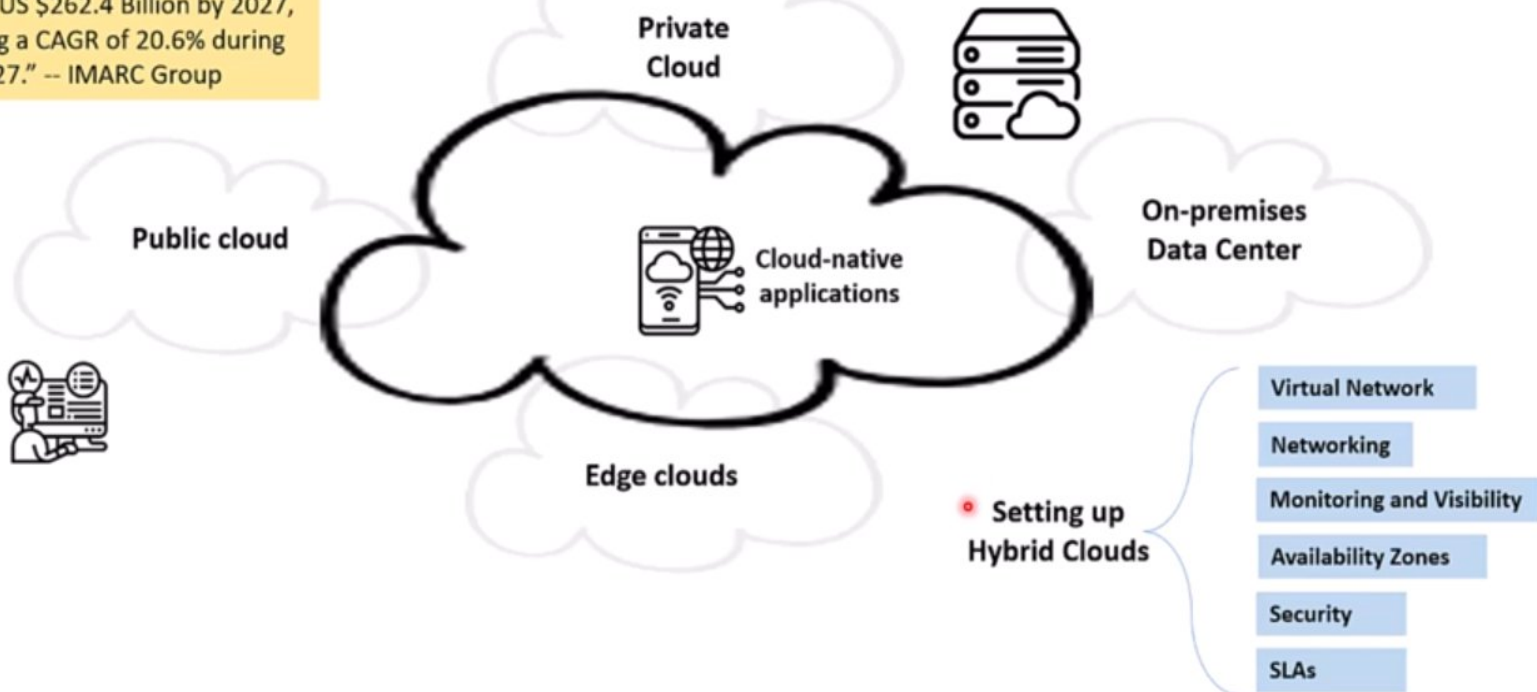 US $262.4 Billion by 2027,
g a CAGR of 20.6% during
27.” -- IMARC Group
Private
Cloud
Public cloud
On-premises
Data Center
Cloud-native
applications
Edge clouds
Setting up
Hybrid Clouds
Virtual Network
Networking
Monitoring and Visibility
Availability Zones
Security
SLAs